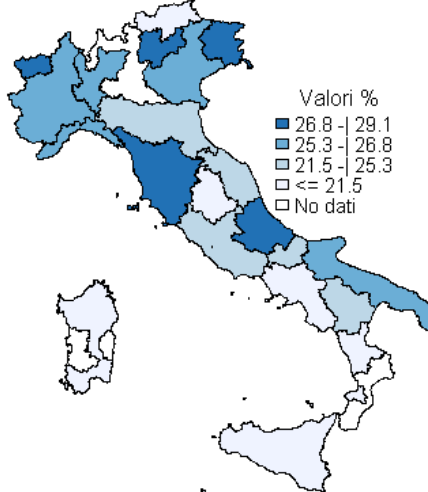 Valori %
26.8 -| 29.1
25.3 -| 26.8
21.5 -| 25.3
<= 21.5
No dati